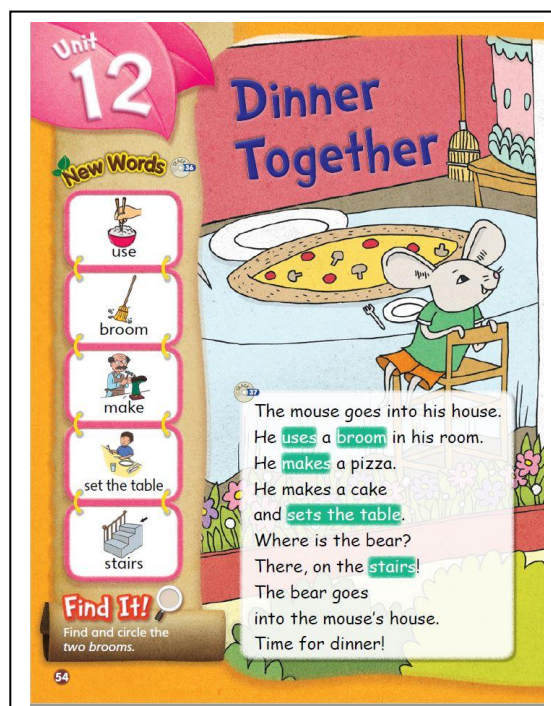 Unit
12
Dinner
Together
New Words
TRACK 36
use
broom
make
set the table
stairs
Find It!
Find and circle the
two brooms.
54
TRACK 37
The mouse goes into his house.
He uses a broom in his room.
He makes a pizza.
He makes a cake
and sets the table.
Where is the bear?
There, on the stairs!
The bear goes
into the mouse's house.
Time for dinner!